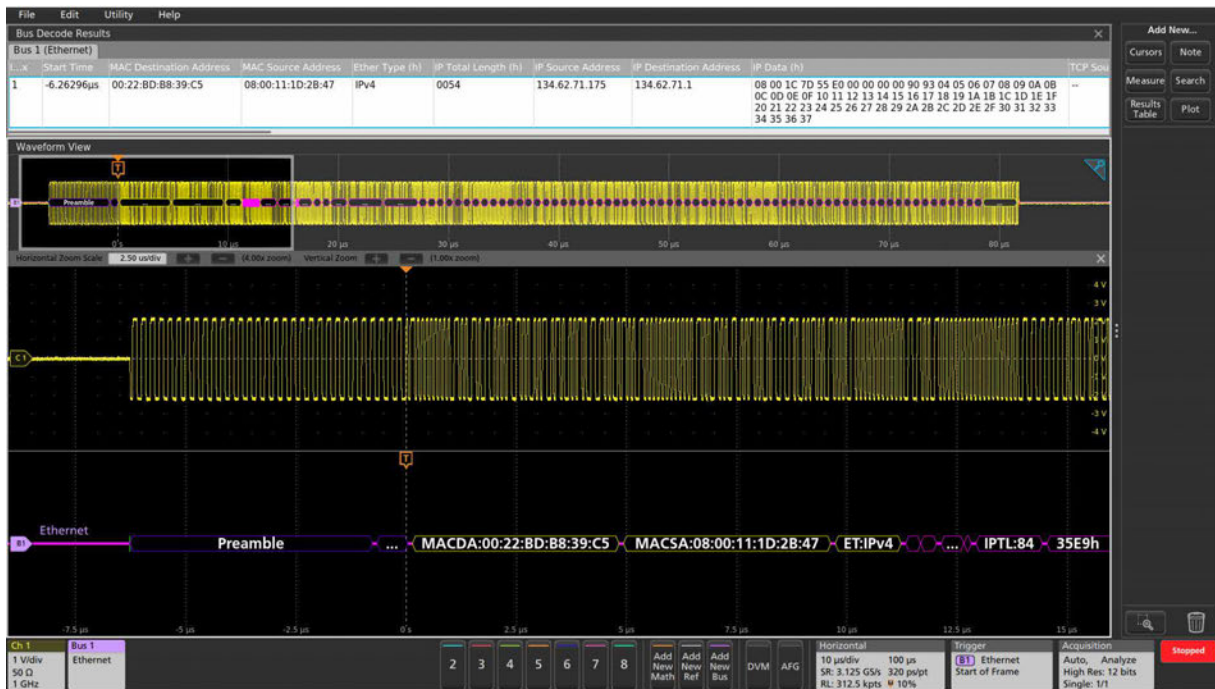 File Edit Utility Help
Bus Decode Results
Bus 1 (Ethernet)
I...x Start Time MAC Destination Address MAC Source Address Ether Type (h) IP Total Length (h) IP Source Address IP Destination Address IP Data (h) TCP Sou
1 -6.26296µs 00:22:BD:B8:39:C5 08:00:11:1D:2B:47 IPv4 0054 134.62.71.175 134.62.71.1 08 00 1C 7D 55 E0 00 00 00 00 90 93 04 05 06 07 08 09 0A 0B --
0C 0D 0E 0F 10 11 12 13 14 15 16 17 18 19 1A 1B 1C 1D 1E 1F
20 21 22 23 24 25 26 27 28 29 2A 2B 2C 2D 2E 2F 30 31 32 33
34 35 36 37
Waveform View
T
Preamble ... ... ... ... ... ... ... ... ...
0's 10 µs 20 µs 30 µs 40 µs 50 µs 60 µs 70 µs 80 µs
Horizontal Zoom Scale 2.50 us/div + - (4.00x zoom) Vertical Zoom + - (1.00x zoom)
4 V
3 V
1 V
C1
0 V
-1 V
-3 V
-4 V
T
Ethernet
B1 Preamble ... MACDA:00:22:BD:B8:39:C5 MACSA:08:00:11:1D:2B:47 ET:IPv4 ... IPTL:84 35E9h
-7.5 µs -5 µs -2.5 µs 0's 2.5 µs 5 µs 7.5 µs 10 µs 12.5 µs 15 µs
Add New...
Cursors Note
Measure Search
Results Table Plot
Ch 1
1 V/div
50 Ω
1 GHz
Bus 1
Ethernet
2 3 4 5 6 7 8
Add New Math
Add New Ref
Add New Bus
DVM AFG
Horizontal
10 µs/div 100 µs
SR: 3.125 GS/s 320 ps/pt
RL: 312.5 kpts 10%
Trigger
B1 Ethernet
Start of Frame
Acquisition
Auto, Analyze
High Res: 12 bits
Single: 1/1
Stopped